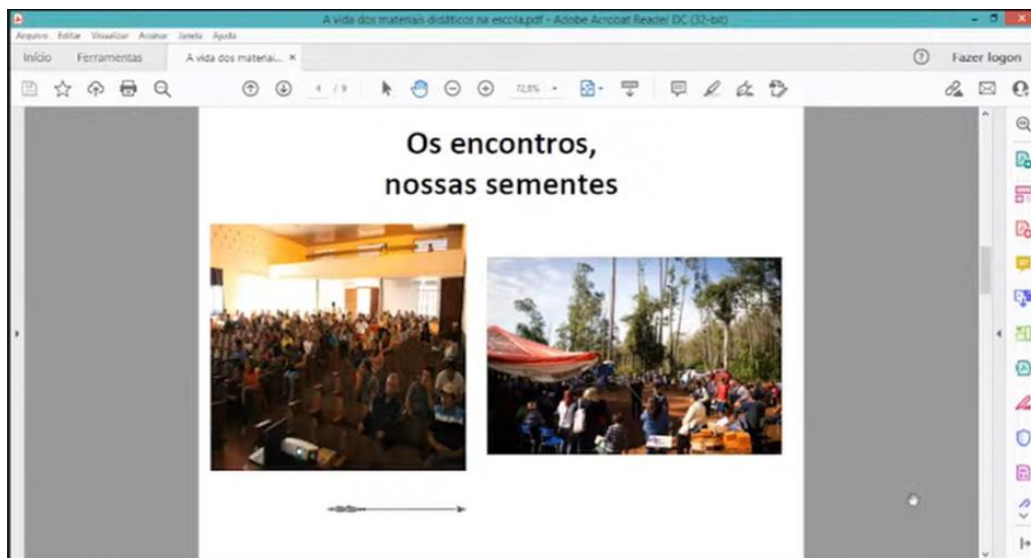 A vida dos materiais didáticos na escola.pdf - Adobe Acrobat Reader DC (32-bit)
Arquivo Editar Visualizar Assinar Janela Ajuda
Início Ferramentas A vida dos materiai... × Fazer logon
4 / 9 72,8%
Os encontros,
nossas sementes